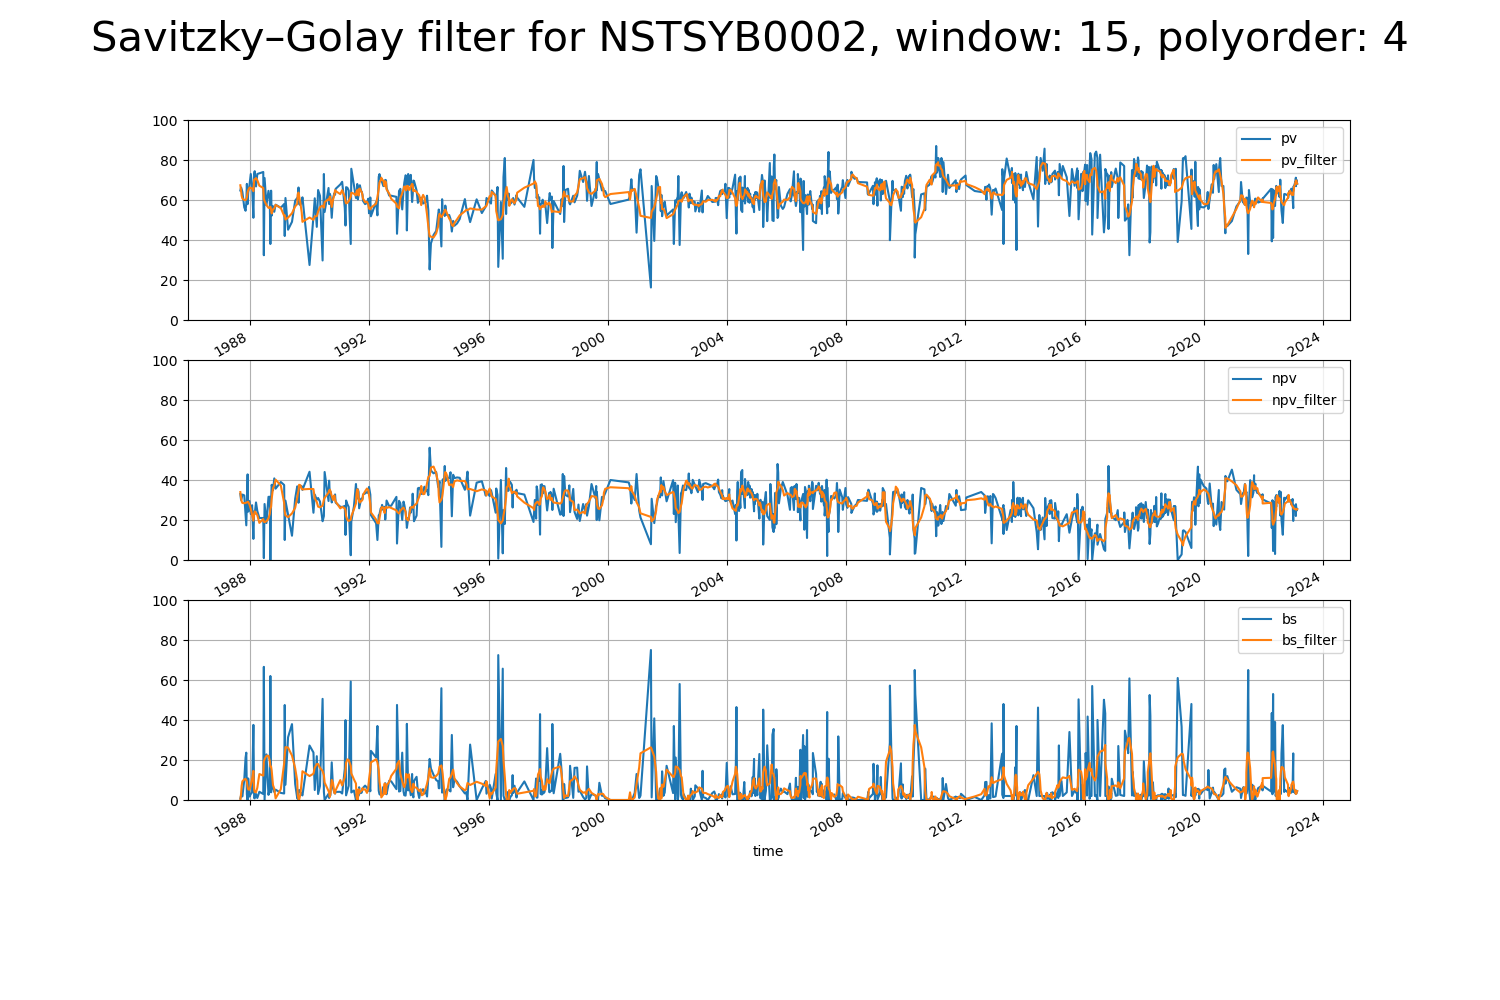 Savitzky–Golay filter for NSTSYB0002, window: 15, polyorder: 4
100
80
60
40
20
0
pv
pv_filter
1988 1992 1996 2000 2004 2008 2012 2016 2020 2024
100
80
60
40
20
0
npv
npv_filter
1988 1992 1996 2000 2004 2008 2012 2016 2020 2024
100
80
60
40
20
0
bs
bs_filter
1988 1992 1996 2000 2004 2008 2012 2016 2020 2024
time